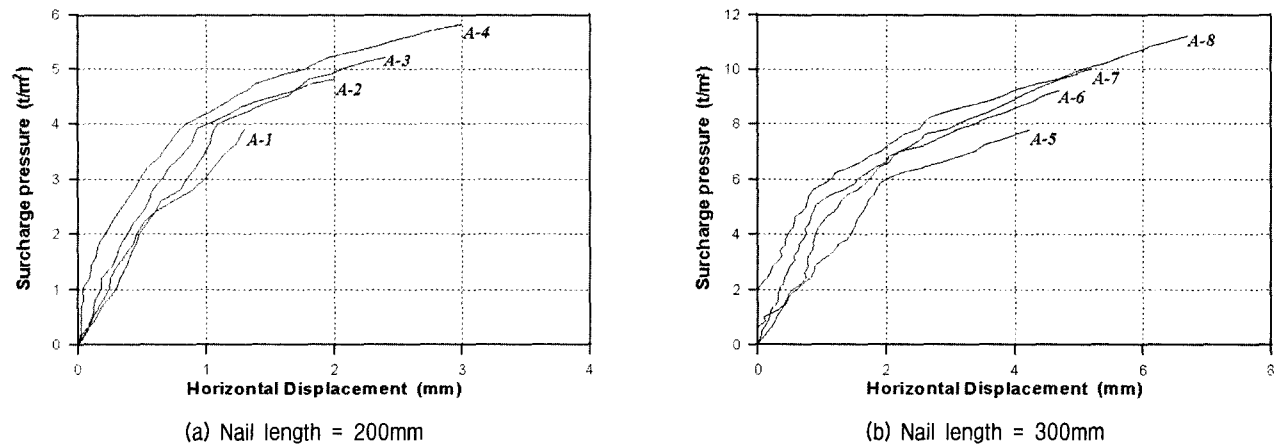 6
5
4
3
2
1
0
Surcharge pressure (t/m²)
A-4
A-3
A-2
A-1
0 1 2 3 4
Horizontal Displacement (mm)
(a) Nail length = 200mm
12
10
8
6
4
2
0
Surcharge pressure (t/m²)
A-8
A-7
A-6
A-5
0 2 4 6 8
Horizontal Displacement (mm)
(b) Nail length = 300mm